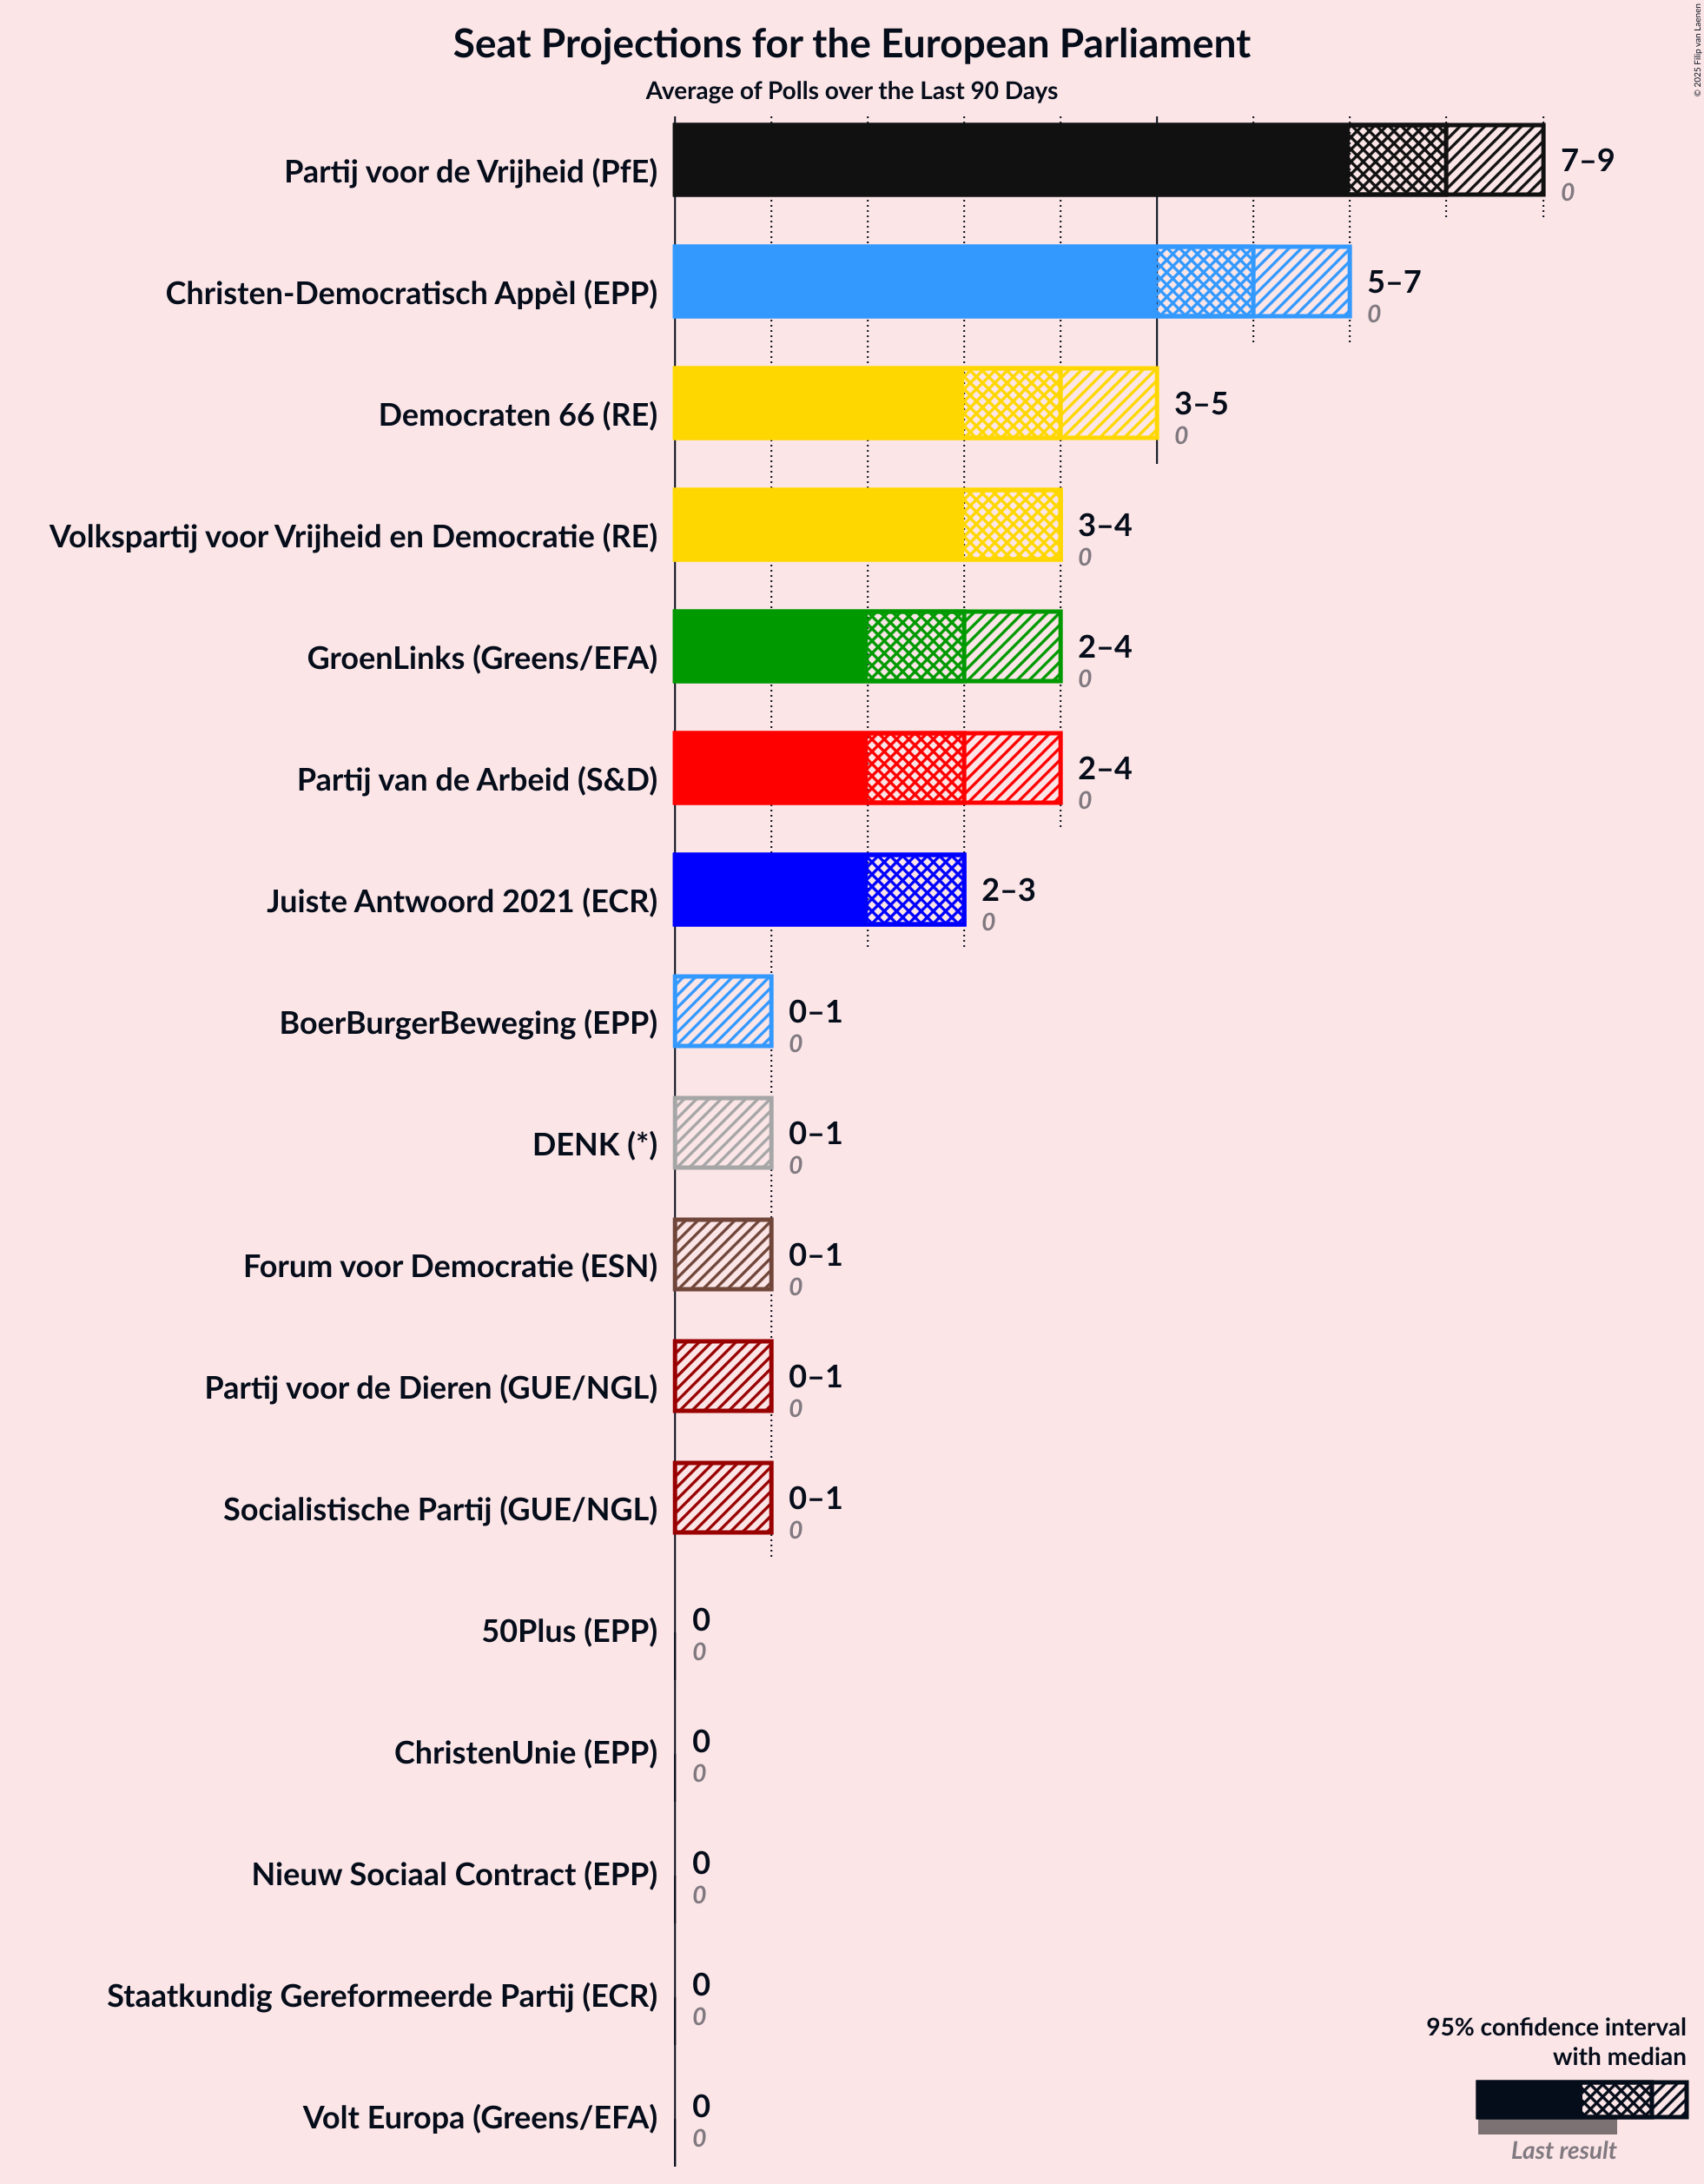 Seat Projections for the European Parliament
Average of Polls over the Last 90 Days
© 2025 Filip van Laenen
Partij voor de Vrijheid (PfE)
7–9
0
Christen-Democratisch Appèl (EPP)
5–7
0
Democraten 66 (RE)
3–5
0
Volkspartij voor Vrijheid en Democratie (RE)
3–4
0
GroenLinks (Greens/EFA)
2–4
0
Partij van de Arbeid (S&D)
2–4
0
Juiste Antwoord 2021 (ECR)
2–3
0
BoerBurgerBeweging (EPP)
0–1
0
DENK (*)
0–1
0
Forum voor Democratie (ESN)
0–1
0
Partij voor de Dieren (GUE/NGL)
0–1
0
Socialistische Partij (GUE/NGL)
0–1
0
50Plus (EPP)
0
0
ChristenUnie (EPP)
0
0
Nieuw Sociaal Contract (EPP)
0
0
Staatkundig Gereformeerde Partij (ECR)
0
0
Volt Europa (Greens/EFA)
0
0
95% confidence interval
with median
Last result